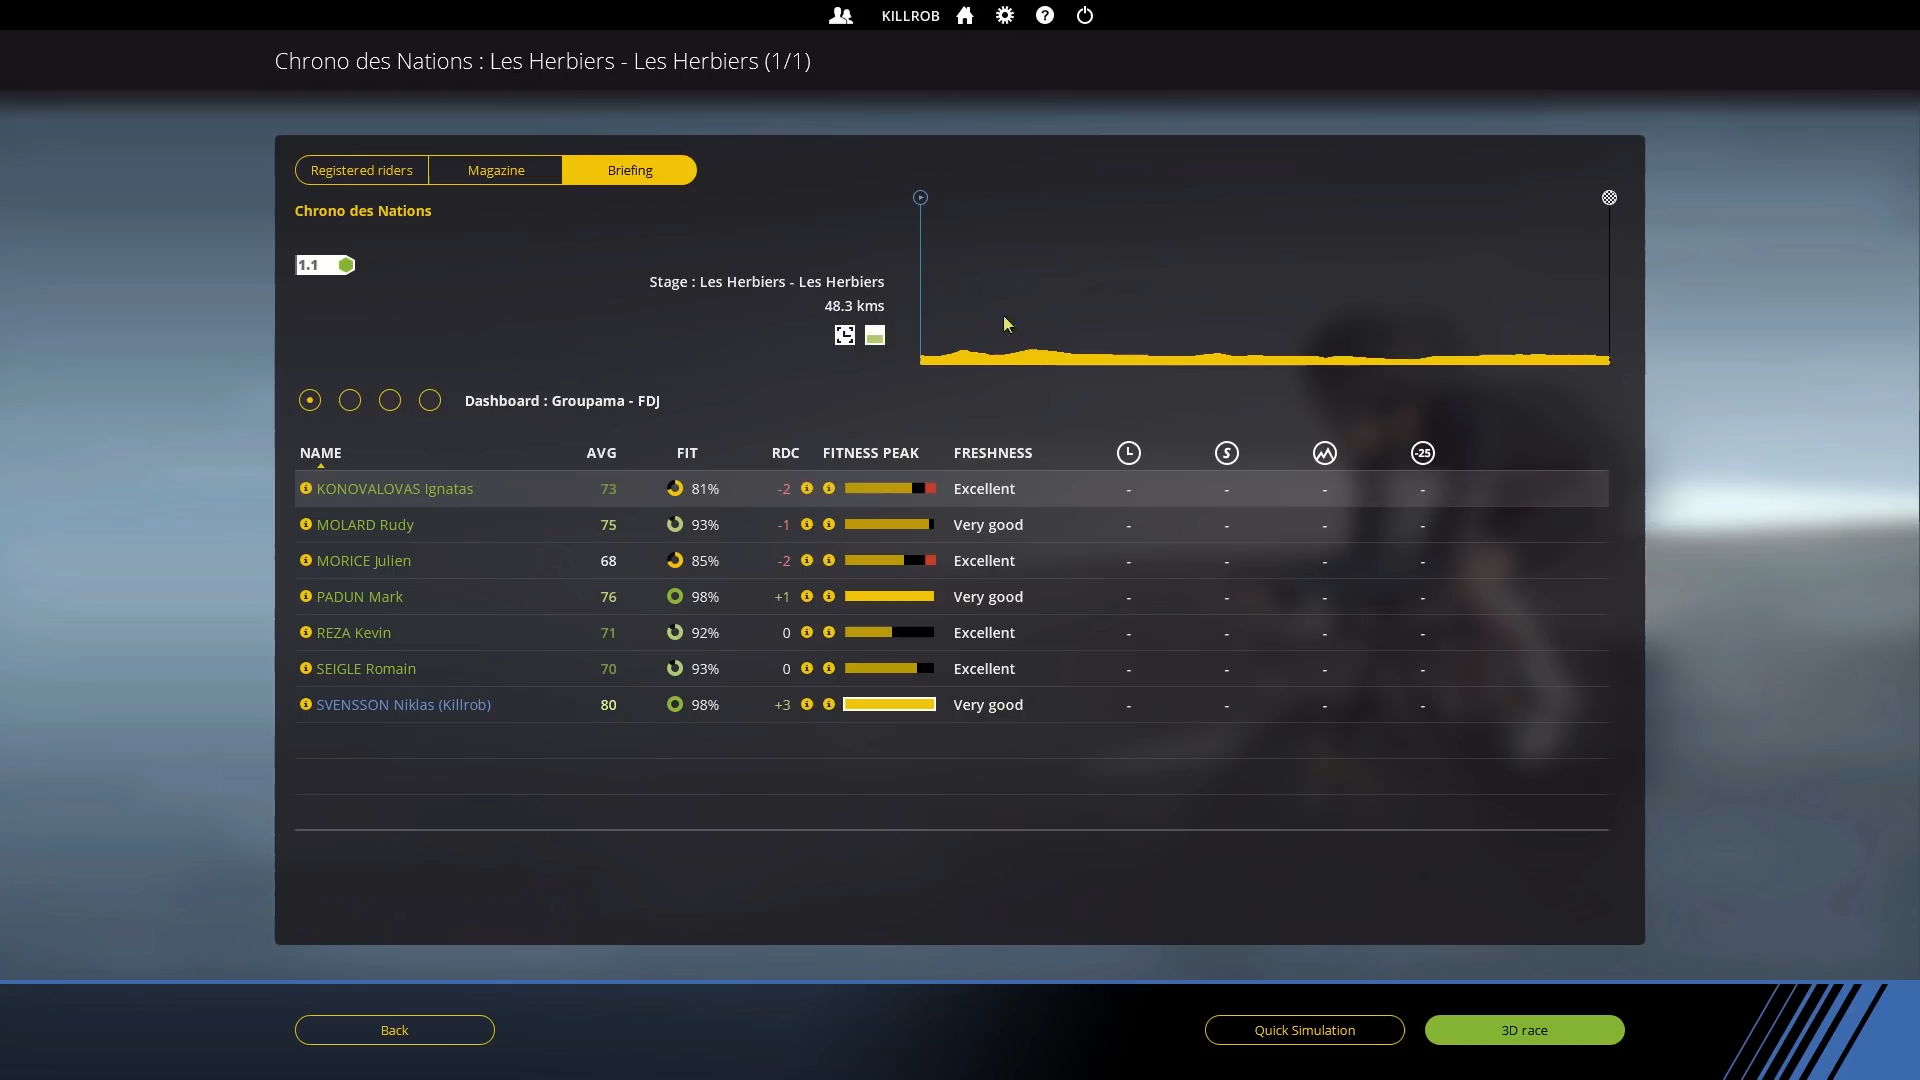 KILLROB
Chrono des Nations : Les Herbiers - Les Herbiers (1/1)
Registered riders Magazine Briefing
Chrono des Nations
1.1
Stage : Les Herbiers - Les Herbiers
48.3 kms
Dashboard : Groupama - FDJ
NAME AVG FIT RDC FITNESS PEAK FRESHNESS L S -25
KONOVALOVAS Ignatas 73 81% -2 Excellent - - - -
MOLARD Rudy 75 93% -1 Very good - - - -
MORICE Julien 68 85% -2 Excellent - - - -
PADUN Mark 76 98% +1 Very good - - - -
REZA Kevin 71 92% 0 Excellent - - - -
SEIGLE Romain 70 93% 0 Excellent - - - -
SVENSSON Niklas (Killrob) 80 98% +3 Very good - - - -
Back Quick Simulation 3D race